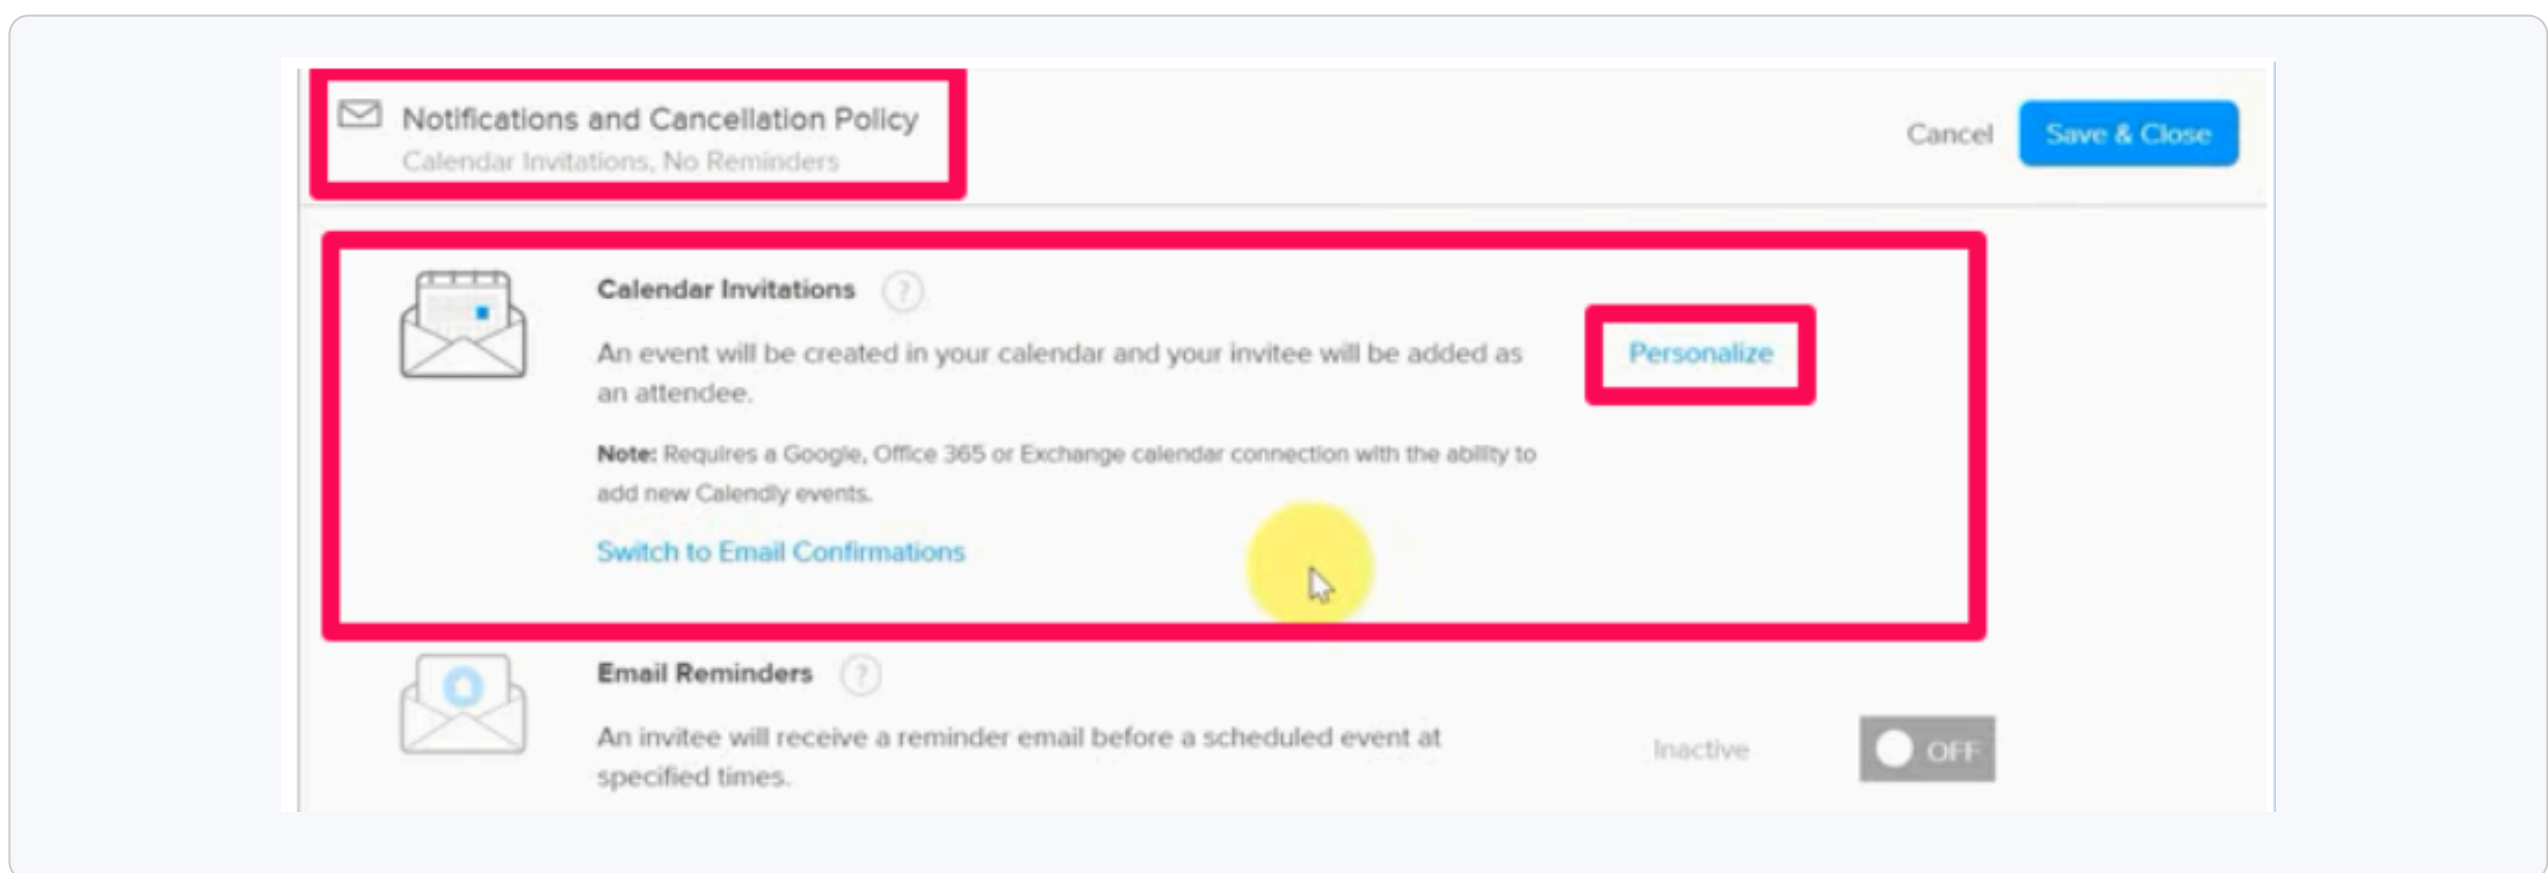 Notifications and Cancellation Policy
Calendar Invitations, No Reminders
Cancel
Save & Close
Calendar Invitations ?
An event will be created in your calendar and your invitee will be added as
an attendee.
Personalize
Note: Requires a Google, Office 365 or Exchange calendar connection with the ability to
add new Calendly events.
Switch to Email Confirmations
Email Reminders ?
An invitee will receive a reminder email before a scheduled event at
specified times.
Inactive
OFF